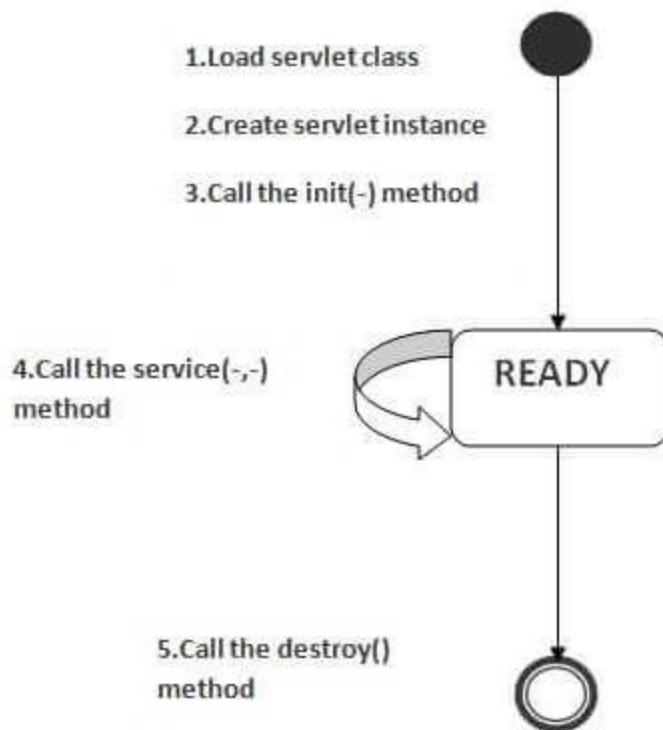 1.Load servlet class
2.Create servlet instance
3.Call the init(-) method
READY
4.Call the service(-,-)
method
5.Call the destroy()
method